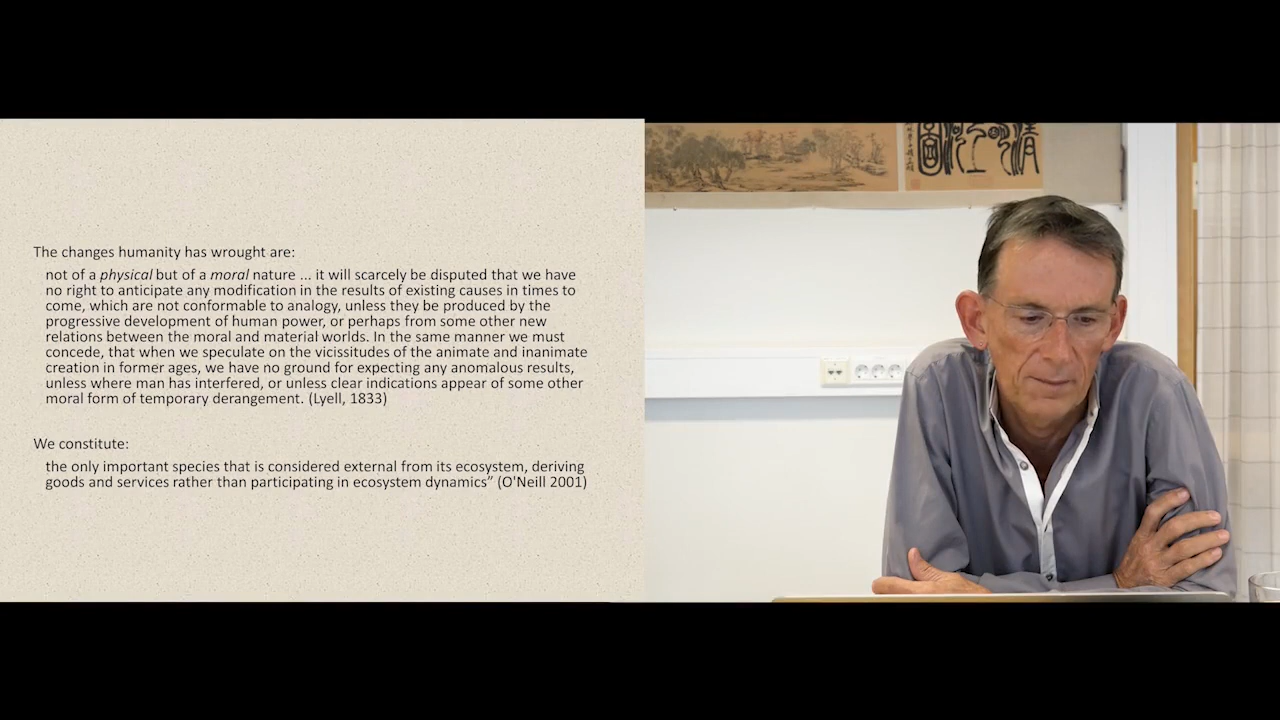 清明上河圖
The changes humanity has wrought are:
not of a physical but of a moral nature ... it will scarcely be disputed that we have
no right to anticipate any modification in the results of existing causes in times to
come, which are not conformable to analogy, unless they be produced by the
progressive development of human power, or perhaps from some other new
relations between the moral and material worlds. In the same manner we must
concede, that when we speculate on the vicissitudes of the animate and inanimate
creation in former ages, we have no ground for expecting any anomalous results,
unless where man has interfered, or unless clear indications appear of some other
moral form of temporary derangement. (Lyell, 1833)
We constitute:
the only important species that is considered external from its ecosystem, deriving
goods and services rather than participating in ecosystem dynamics” (O'Neill 2001)